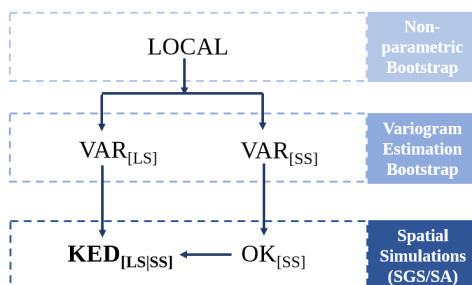 Non-
parametric
Bootstrap
LOCAL
Variogram
Estimation
Bootstrap
VAR[LS]
VAR[SS]
Spatial
Simulations
(SGS/SA)
KED[LS|SS]
OK[SS]